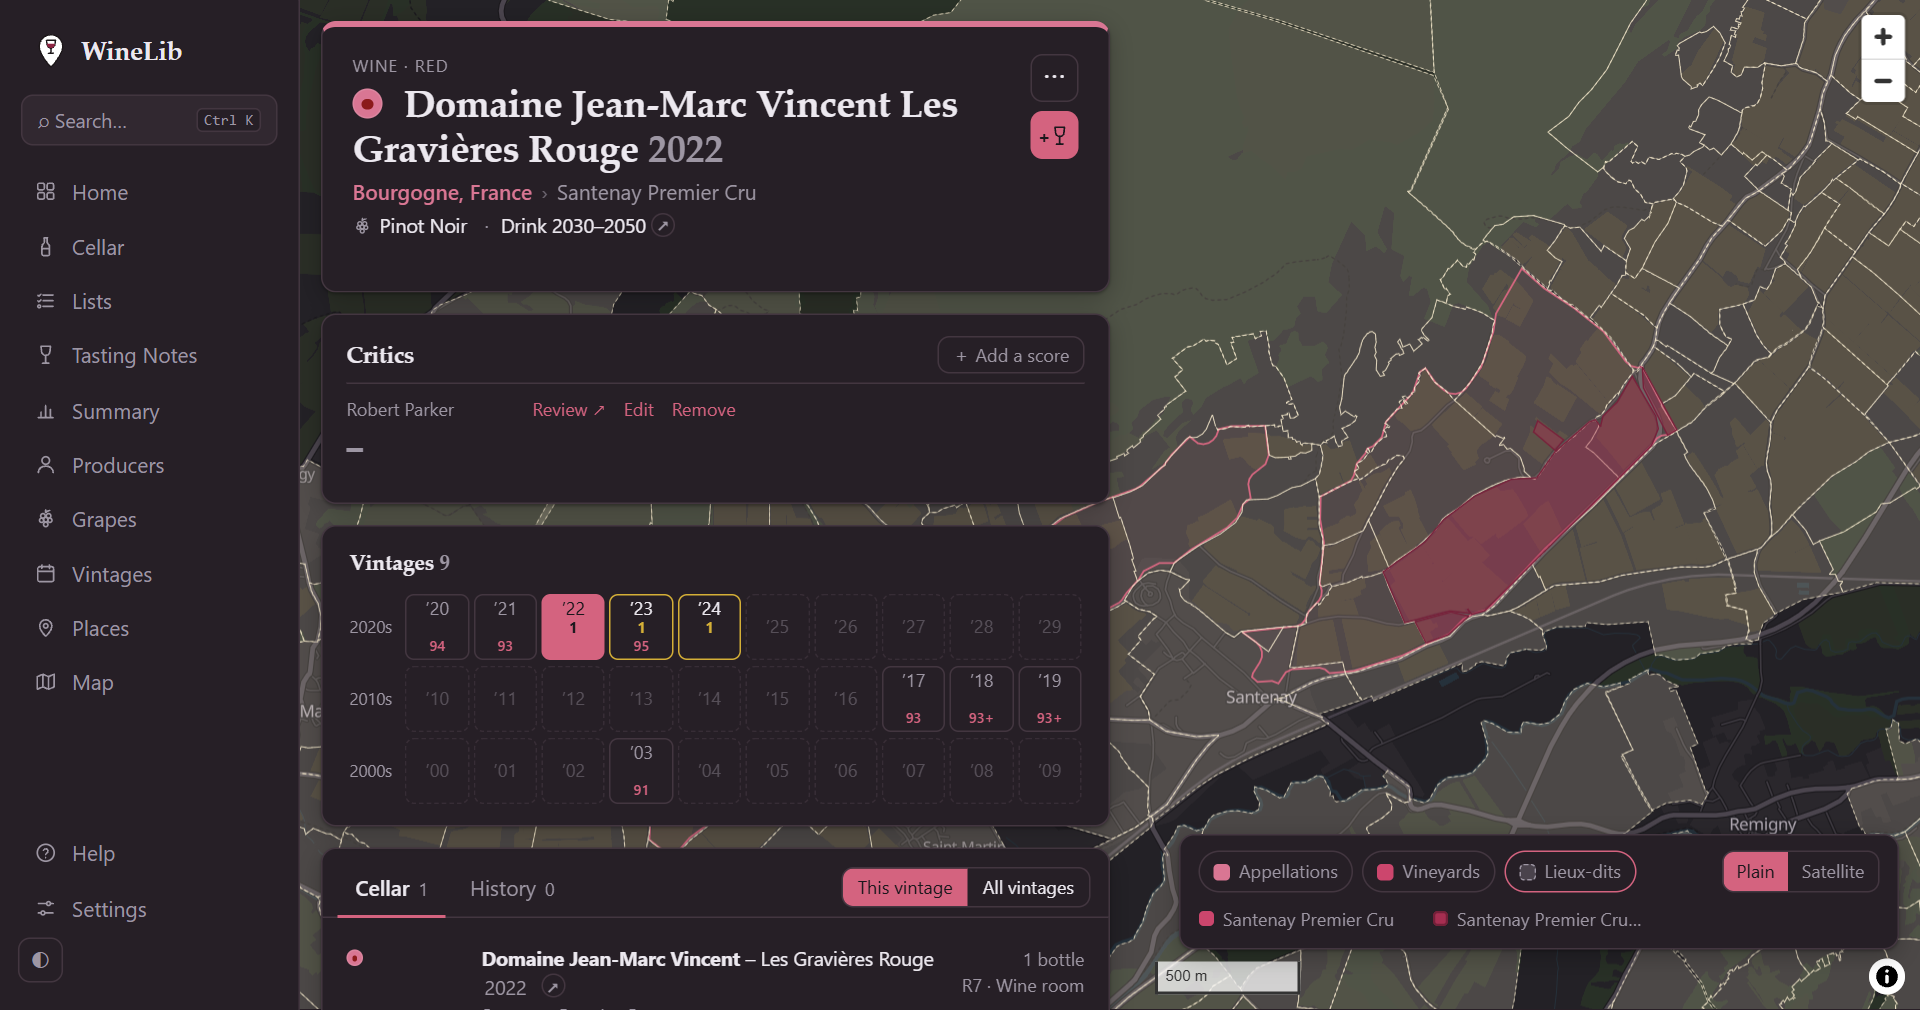 WineLib
Search... Ctrl K
Home
Cellar
Lists
Tasting Notes
Summary
Producers
Grapes
Vintages
Places
Map
Help
Settings
WINE · RED
Domaine Jean-Marc Vincent Les
Gravières Rouge 2022
Bourgogne, France › Santenay Premier Cru
Pinot Noir · Drink 2030–2050 ↗
Critics
+ Add a score
Robert Parker Review ↗ Edit Remove
–
Vintages 9
2020s ’20 94 ’21 93 ’22 1 ’23 1 95 ’24 1 ’25 ’26 ’27 ’28 ’29
2010s ’10 ’11 ’12 ’13 ’14 ’15 ’16 ’17 93 ’18 93+ ’19 93+
2000s ’00 ’01 ’02 ’03 91 ’04 ’05 ’06 ’07 ’08 ’09
Cellar 1 History 0 This vintage All vintages
Domaine Jean-Marc Vincent – Les Gravières Rouge 1 bottle
2022 ↗ R7 · Wine room
+
−
Santenay
Remigny
Saint-Martin
gy
Ma
Appellations Vineyards Lieux-dits Plain Satellite
Santenay Premier Cru Santenay Premier Cru...
500 m